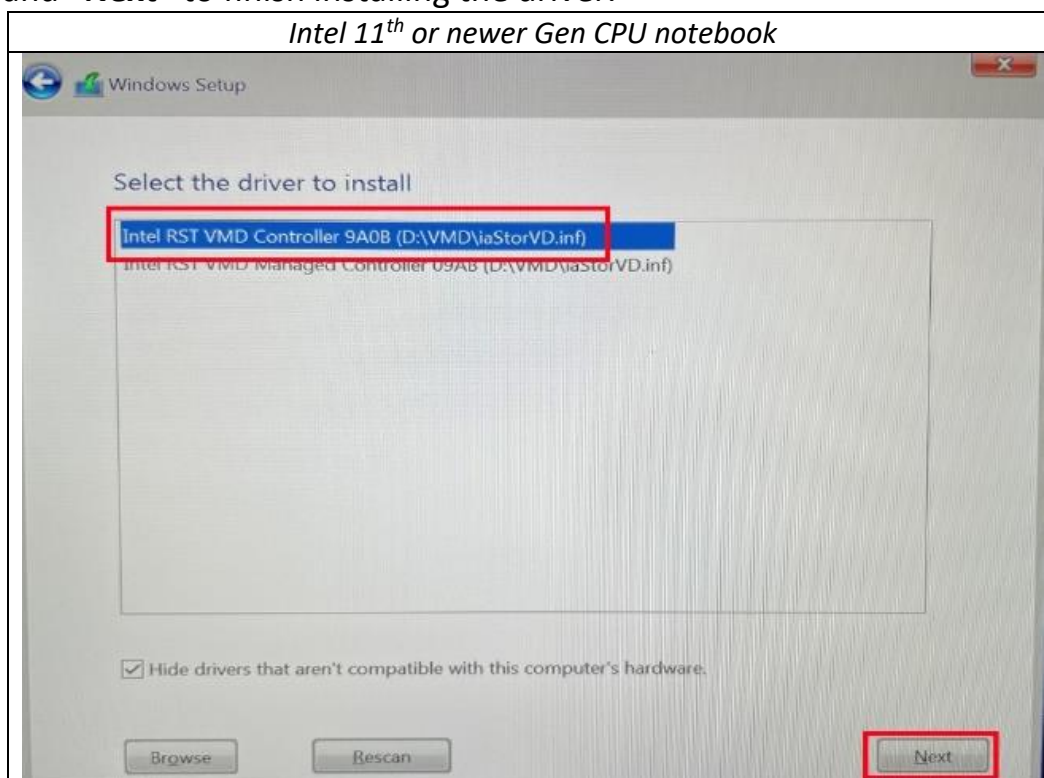 and "Next" to finish installing the driver.
Intel 11th or newer Gen CPU notebook
Windows Setup
Select the driver to install
Intel RST VMD Controller 9A0B (D:\VMD\iaStorVD.inf)
Intel RST VMD Managed Controller 09AB (D:\VMD\iaStorVD.inf)
Hide drivers that aren't compatible with this computer's hardware.
Browse
Rescan
Next